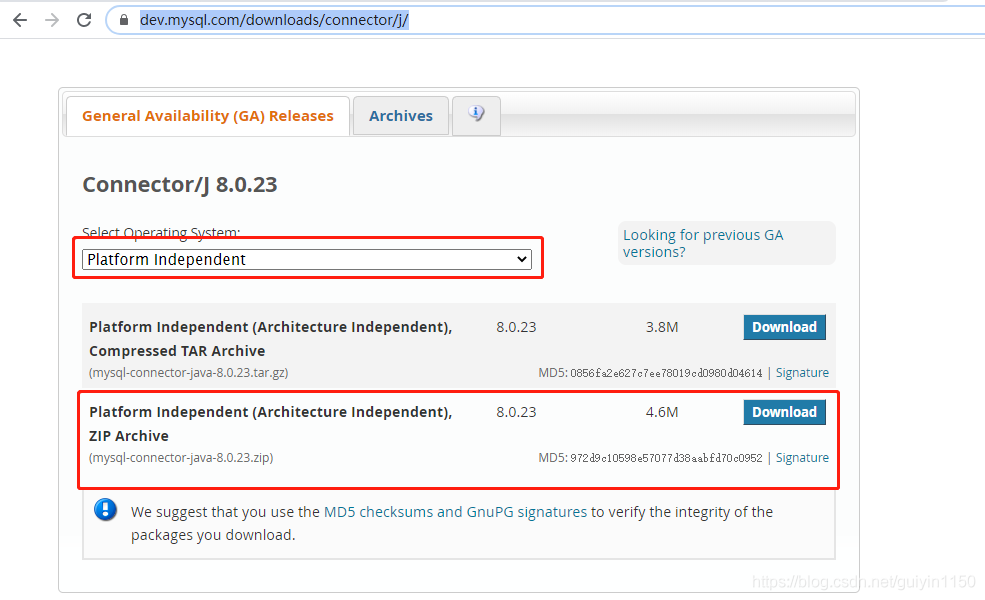 dev.mysql.com/downloads/connector/j/
General Availability (GA) Releases
Archives
Connector/J 8.0.23
Select Operating System:
Platform Independent
Looking for previous GA
versions?
Platform Independent (Architecture Independent), 8.0.23 3.8M Download
Compressed TAR Archive
(mysql-connector-java-8.0.23.tar.gz) MD5: 0856fa2e627c7ee78019cd0980d04614 | Signature
Platform Independent (Architecture Independent), 8.0.23 4.6M Download
ZIP Archive
(mysql-connector-java-8.0.23.zip) MD5: 972d9c10598e57077d38aabfd70c0952 | Signature
We suggest that you use the MD5 checksums and GnuPG signatures to verify the integrity of the
packages you download.
https://blog.csdn.net/guiyin1150